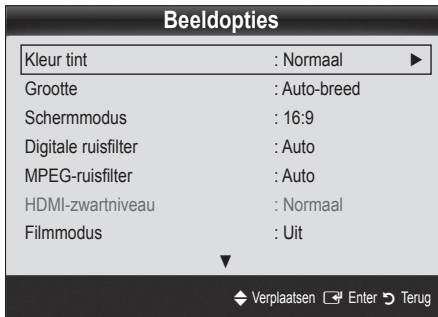 Beeldopties
Kleur tint : Normaal
Grootte : Auto-breed
Schermmodus : 16:9
Digitale ruisfilter : Auto
MPEG-ruisfilter : Auto
HDMI-zwartniveau : Normaal
Filmmodus : Uit
Verplaatsen Enter Terug